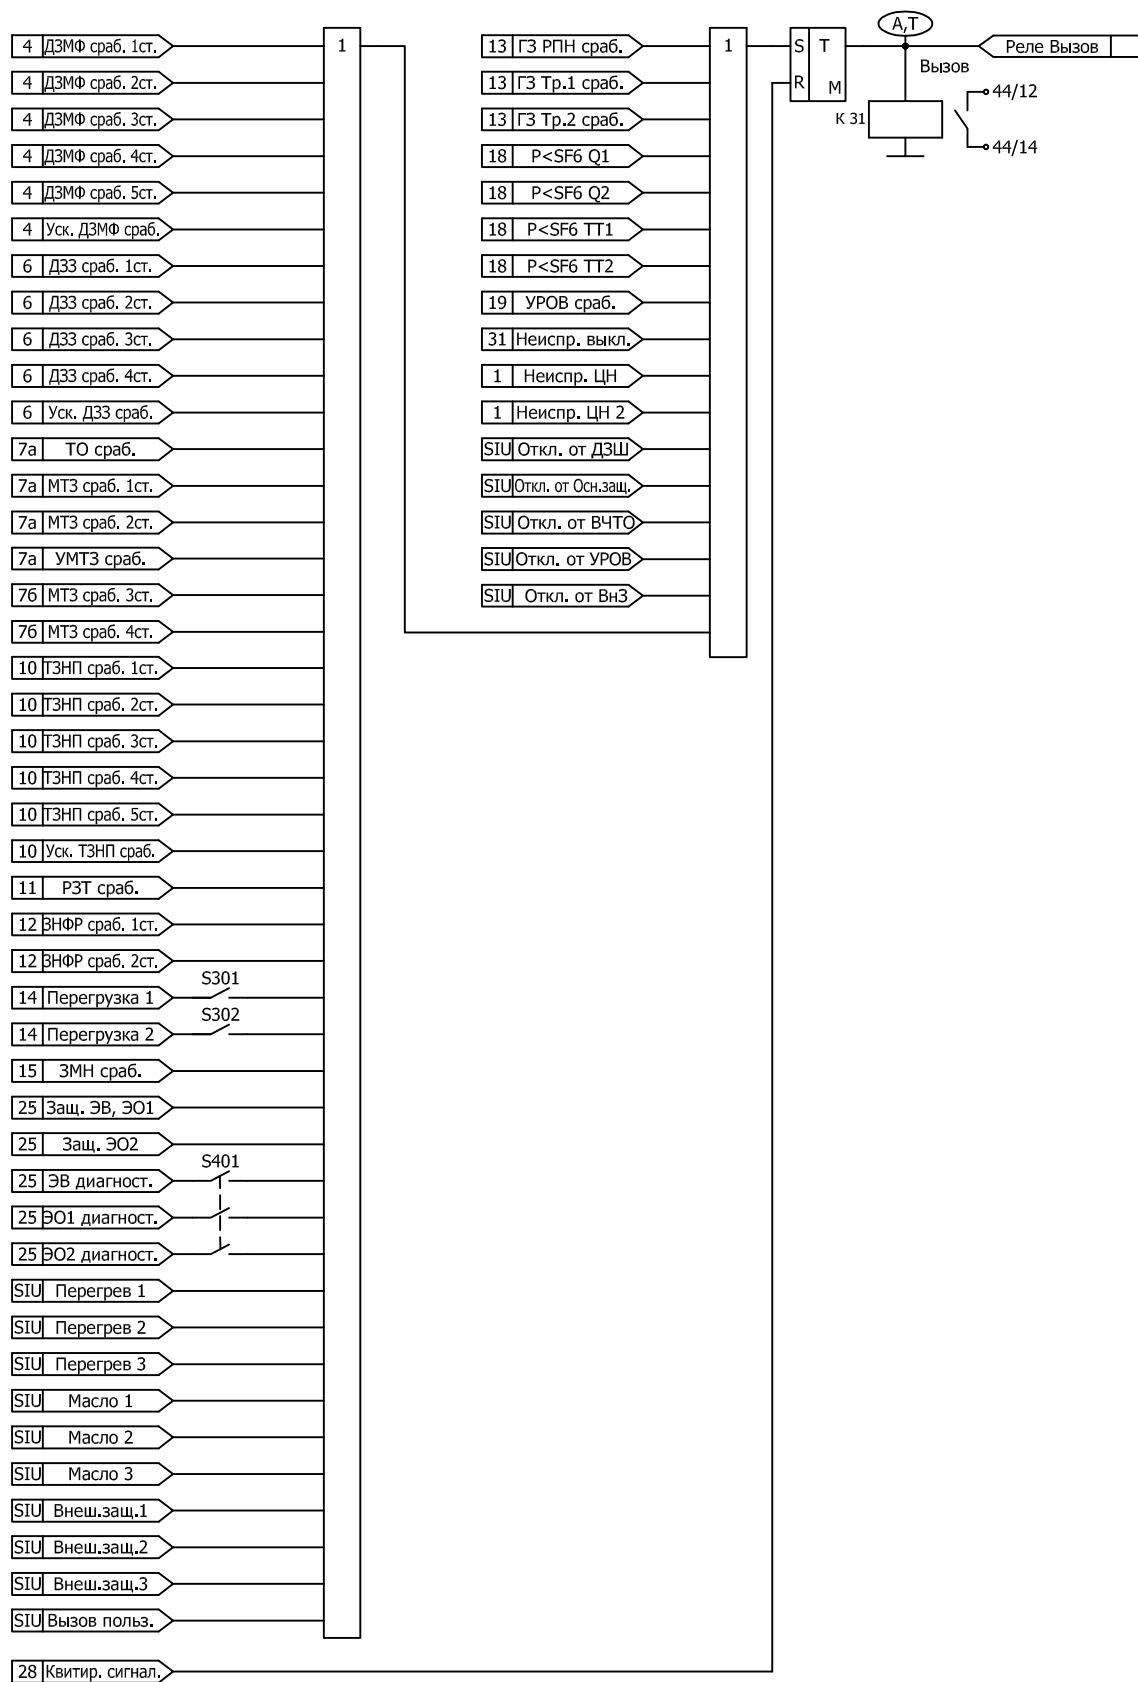 4 ДЗМФ сраб. 1ст.
4 ДЗМФ сраб. 2ст.
4 ДЗМФ сраб. 3ст.
4 ДЗМФ сраб. 4ст.
4 ДЗМФ сраб. 5ст.
4 Уск. ДЗМФ сраб.
6 ДЗЗ сраб. 1ст.
6 ДЗЗ сраб. 2ст.
6 ДЗЗ сраб. 3ст.
6 ДЗЗ сраб. 4ст.
6 Уск. ДЗЗ сраб.
7а ТО сраб.
7а МТЗ сраб. 1ст.
7а МТЗ сраб. 2ст.
7а УМТЗ сраб.
7б МТЗ сраб. 3ст.
7б МТЗ сраб. 4ст.
10 ТЗНП сраб. 1ст.
10 ТЗНП сраб. 2ст.
10 ТЗНП сраб. 3ст.
10 ТЗНП сраб. 4ст.
10 ТЗНП сраб. 5ст.
10 Уск. ТЗНП сраб.
11 РЗТ сраб.
12 ЗНФР сраб. 1ст.
12 ЗНФР сраб. 2ст.
14 Перегрузка 1
S301
14 Перегрузка 2
S302
15 ЗМН сраб.
25 Защ. ЭВ, ЭО1
25 Защ. ЭО2
S401
25 ЭВ диагност.
25 ЭО1 диагност.
25 ЭО2 диагност.
SIU Перегрев 1
SIU Перегрев 2
SIU Перегрев 3
SIU Масло 1
SIU Масло 2
SIU Масло 3
SIU Внеш.защ.1
SIU Внеш.защ.2
SIU Внеш.защ.3
SIU Вызов польз.
28 Квитир. сигнал.
1
13 ГЗ РПН сраб.
13 ГЗ Тр.1 сраб.
13 ГЗ Тр.2 сраб.
18 P<SF6 Q1
18 P<SF6 Q2
18 P<SF6 ТТ1
18 P<SF6 ТТ2
19 УРОВ сраб.
31 Неиспр. выкл.
1 Неиспр. ЦН
1 Неиспр. ЦН 2
SIU Откл. от ДЗШ
SIU Откл. от Осн.защ.
SIU Откл. от ВЧТО
SIU Откл. от УРОВ
SIU Откл. от ВнЗ
1
S T
R M
А,Т
Реле Вызов
Вызов
К 31
44/12
44/14